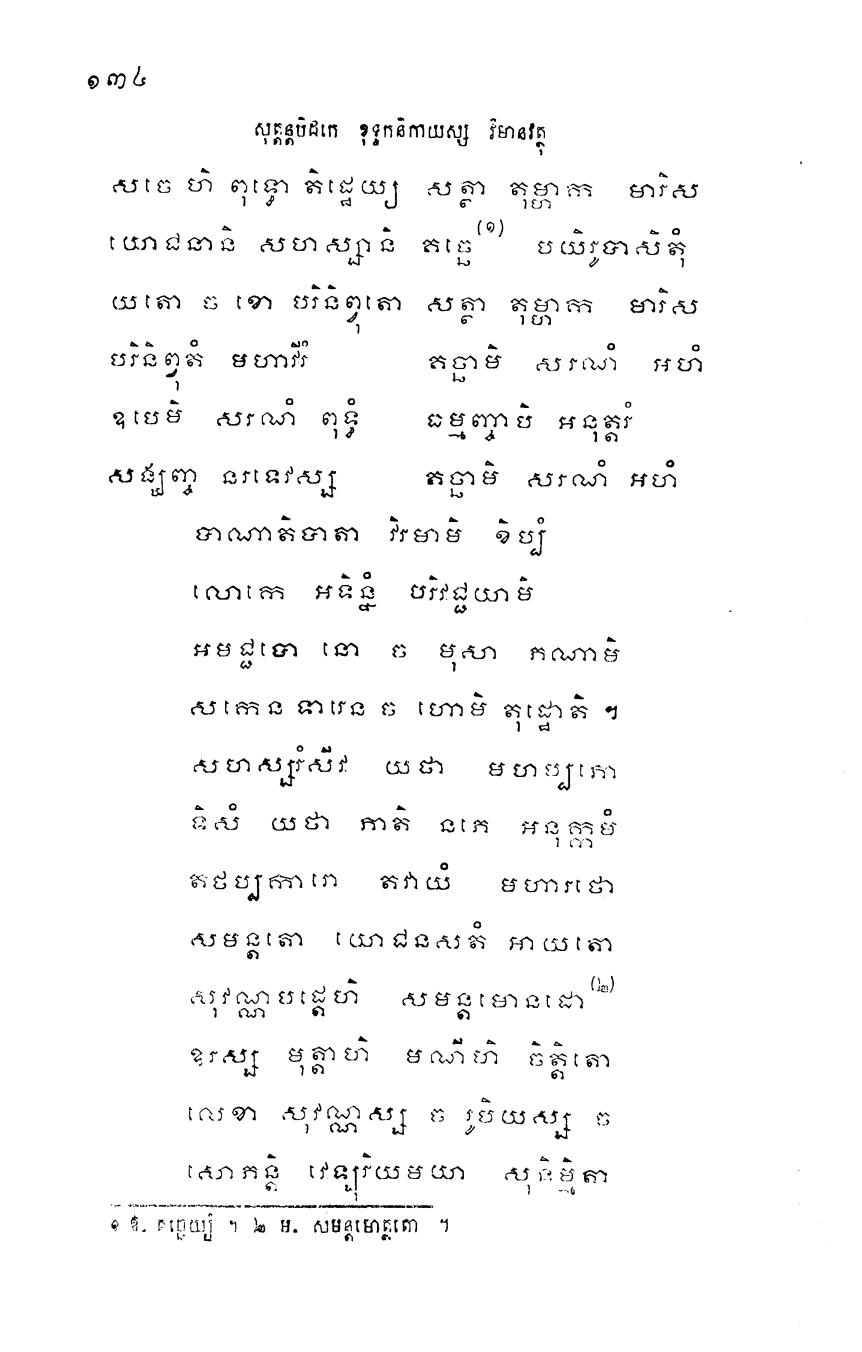 ១៣៤
សុត្តន្តបិដកេ ខុទ្ទកនិកាយស្ស វិមានវត្ថុ
សចេ ហិ ពុទ្ធោ តិដ្ឋេយ្យ សត្ថា តុម្ហាក មារិស
យោជនានិ សហស្សានិ គច្ឆេ (១) បយិរូបាសិតុំ
យតោ ច ខោ បរិនិព្វុតោ សត្ថា តុម្ហាក មារិស
បរិនិព្វុតំ មហាវីរំ គច្ឆាមិ សរណំ អហំ
ឧបេមិ សរណំ ពុទ្ធំ ធម្មញ្ចាបិ អនុត្តរំ
សង្ឃញ្ច នរទេវស្ស គច្ឆាមិ សរណំ អហំ
បាណាតិបាតា វិរមាមិ ខិប្បំ
លោកេ អទិន្នំ បរិវជ្ជយាមិ
អមជ្ជបោ នោ ច មុសា ភណាមិ
សកេន ទារេន ច ហោមិ តុដ្ឋោតិ ។
សហស្សរំសីវ យថា មហប្បភោ
ទិសំ យថា ភាតិ នភេ អនុក្កមំ
តថប្បការោ តវាយំ មហារថោ
សមន្តតោ យោជនសតំ អាយតោ
សុវណ្ណបដ្តេហិ សមន្តមោនដោ (២)
ឧរស្ស មុត្តាហិ មណីហិ ចិត្តិតោ
លេខា សុវណ្ណស្ស ច រូបិយស្ស ច
សោភន្តិ វេឡុរិយមយា សុនិម្មិតា
១ ឱ. គច្ឆេយ្យំ ។ ២ ម. សមន្តមោត្ថតោ ។